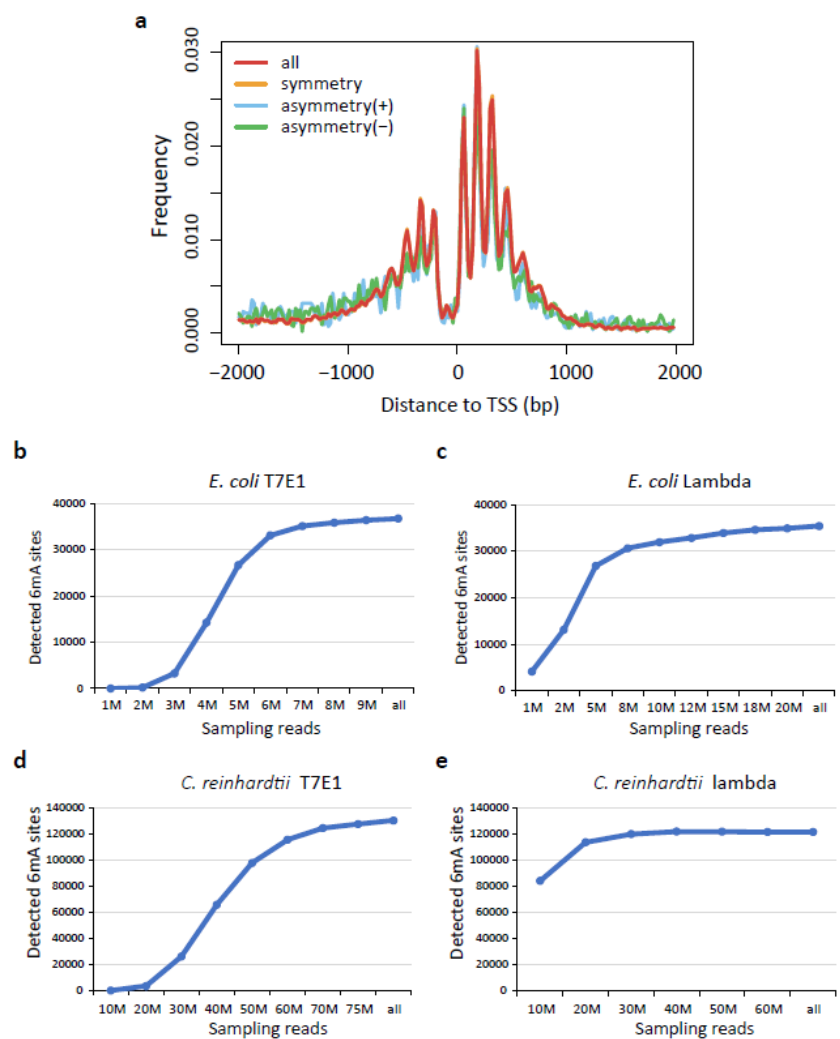 a
all
symmetry
asymmetry(+)
asymmetry(−)
Frequency
0.030
0.020
0.010
0.000
−2000 −1000 0 1000 2000
Distance to TSS (bp)
b
E. coli T7E1
Detected 6mA sites
40000
30000
20000
10000
0
1M 2M 3M 4M 5M 6M 7M 8M 9M all
Sampling reads
c
E. coli Lambda
Detected 6mA sites
40000
30000
20000
10000
0
1M 2M 5M 8M 10M 12M 15M 18M 20M all
Sampling reads
d
C. reinhardtii T7E1
Detected 6mA sites
140000
120000
100000
80000
60000
40000
20000
0
10M 20M 30M 40M 50M 60M 70M 75M all
Sampling reads
e
C. reinhardtii lambda
Detected 6mA sites
140000
120000
100000
80000
60000
40000
20000
0
10M 20M 30M 40M 50M 60M all
Sampling reads